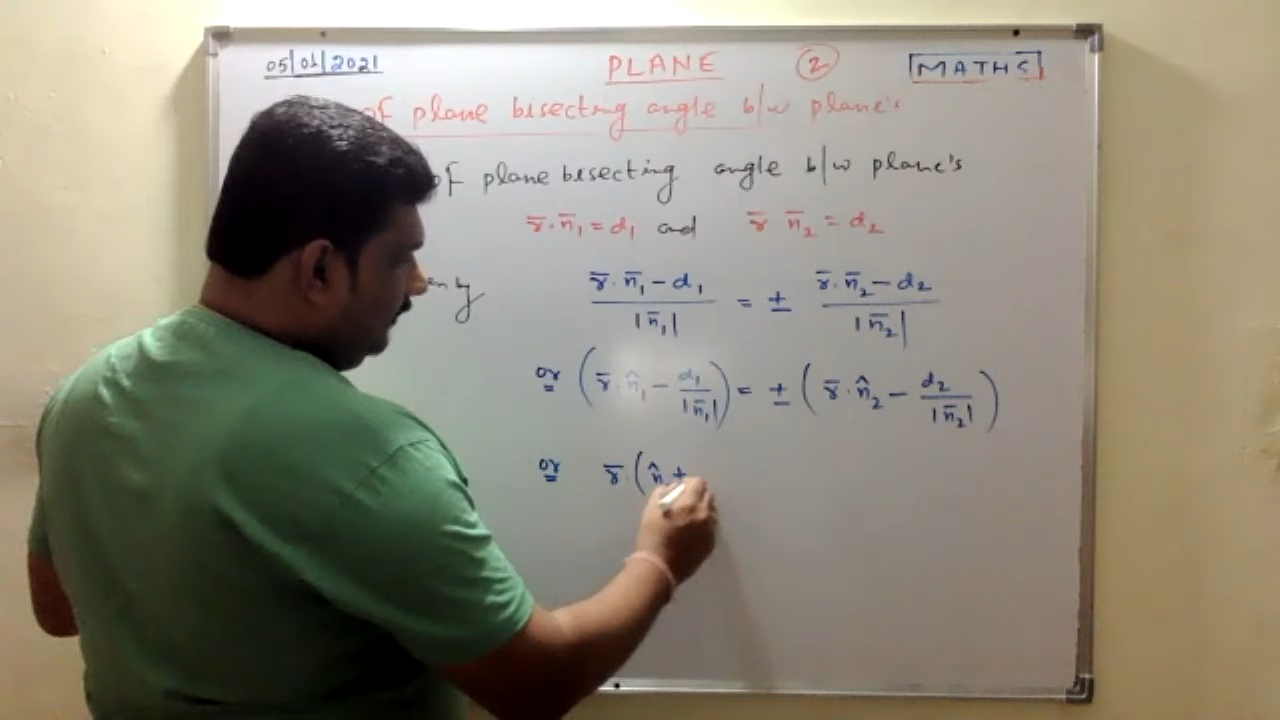 05/01/2021 PLANE 2 MATHS
of plane bisecting angle b/w plane's
of plane bisecting angle b/w plane's
r̄·n̄₁ = d₁ and r̄ n̄₂ = d₂
by (r̄·n̄₁ − d₁)/|n̄₁| = ± (r̄·n̄₂ − d₂)/|n̄₂|
or (r̄·n̂₁ − d₁/|n̄₁|) = ± (r̄·n̂₂ − d₂/|n̄₂|)
or r̄·(n̂